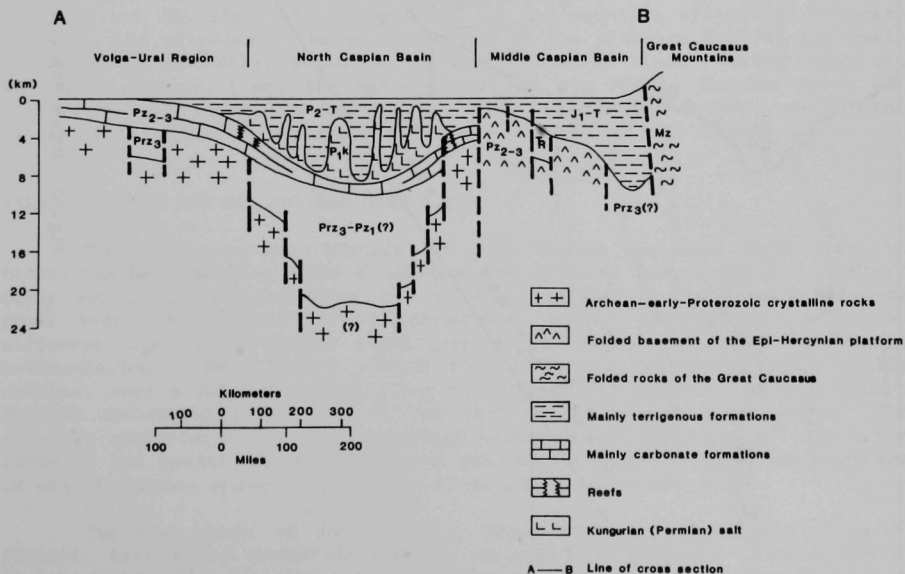 A B
Volga-Ural Region North Caspian Basin Middle Caspian Basin Great Caucasus Mountains
(km)
0
4
8
12
16
20
24
Pz2-3
Prz3
P2-T
P1k
Prz3-Pz1(?)
(?)
Pz2-3
R
J1-T
Mz
Prz3(?)
Kilometers
100 0 100 200 300
100 0 100 200
Miles
+ + Archean-early-Proterozoic crystalline rocks
Folded basement of the Epi-Hercynian platform
Folded rocks of the Great Caucasus
Mainly terrigenous formations
Mainly carbonate formations
Reefs
Kungurian (Permian) salt
A — B Line of cross section